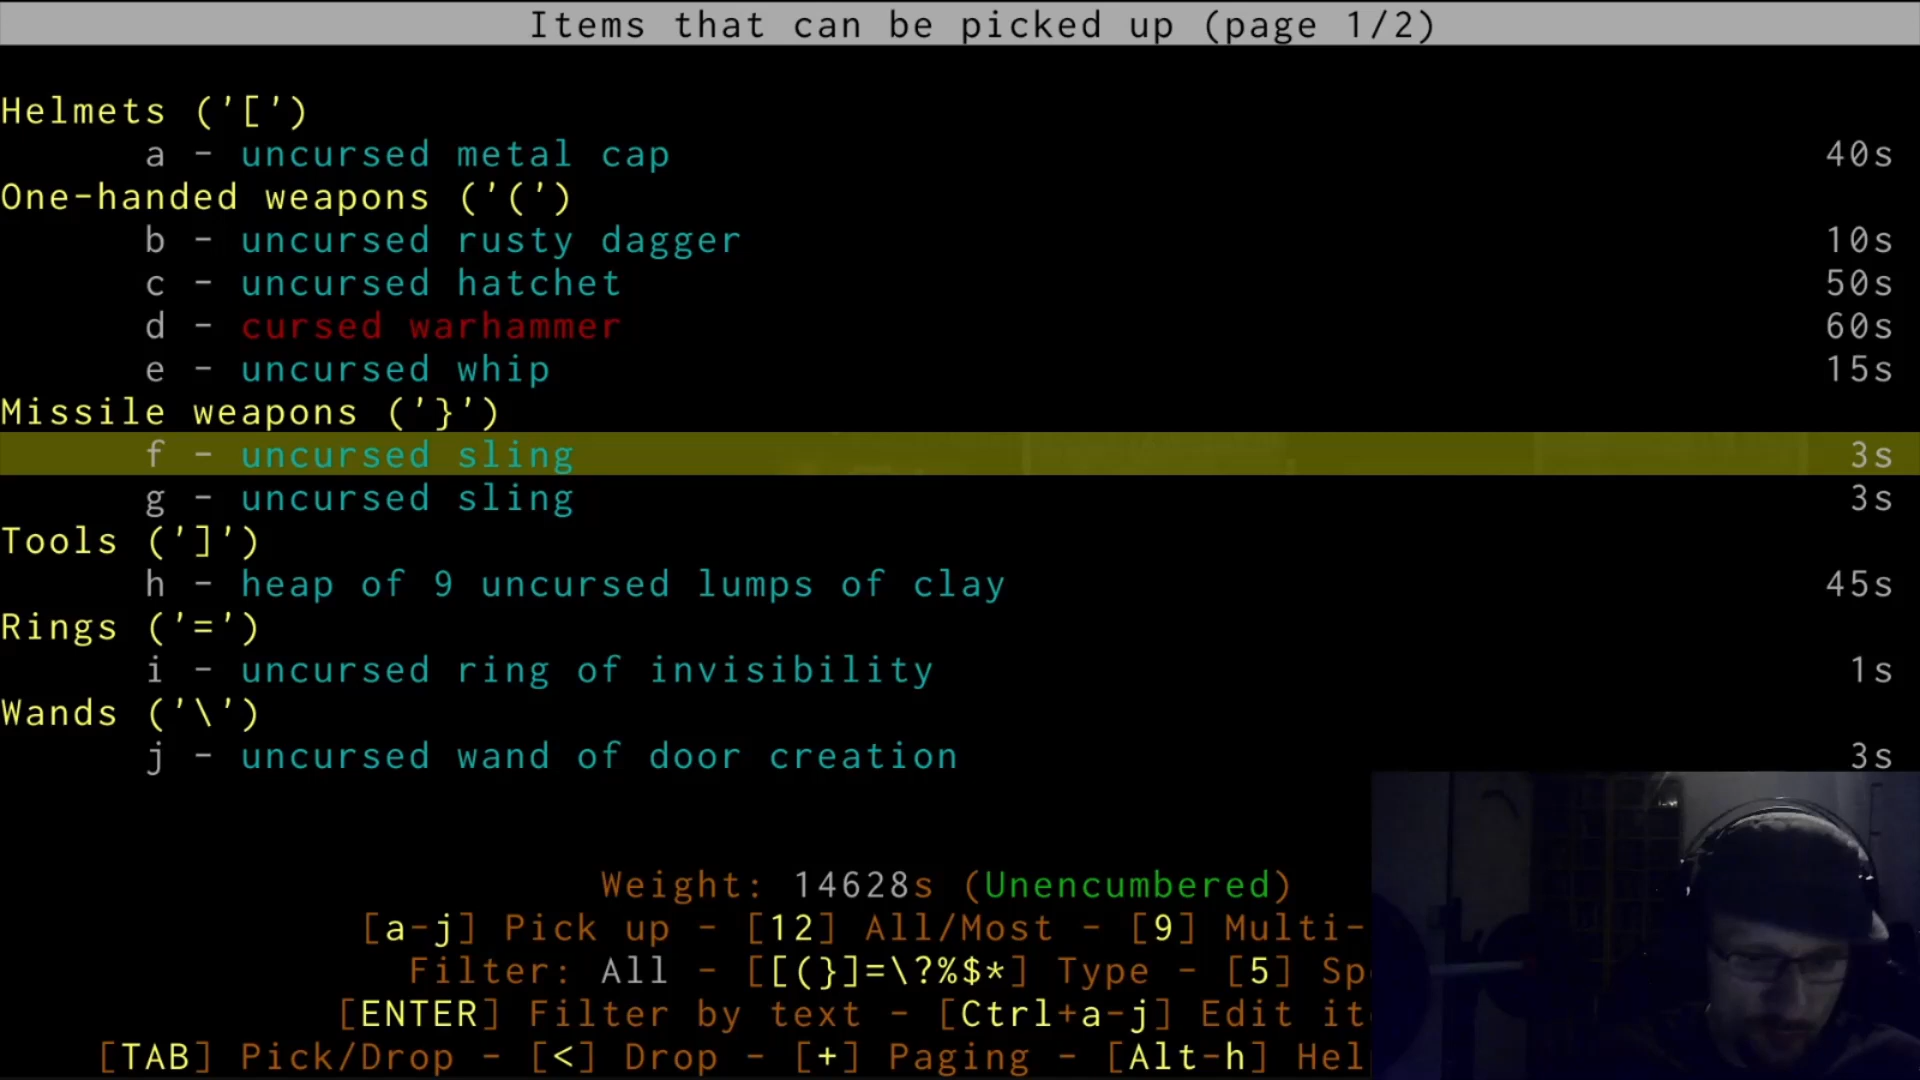 Items that can be picked up (page 1/2)
Helmets ('[')
a - uncursed metal cap 40s
One-handed weapons ('(')
b - uncursed rusty dagger 10s
c - uncursed hatchet 50s
d - cursed warhammer 60s
e - uncursed whip 15s
Missile weapons ('}')
f - uncursed sling 3s
g - uncursed sling 3s
Tools (']')
h - heap of 9 uncursed lumps of clay 45s
Rings ('=')
i - uncursed ring of invisibility 1s
Wands ('\')
j - uncursed wand of door creation 3s
Weight: 14628s (Unencumbered)
[a-j] Pick up - [12] All/Most - [9] Multi-
Filter: All - [[(}]=\?%$*] Type - [5] Sp
[ENTER] Filter by text - [Ctrl+a-j] Edit it
[TAB] Pick/Drop - [<] Drop - [+] Paging - [Alt-h] Hel